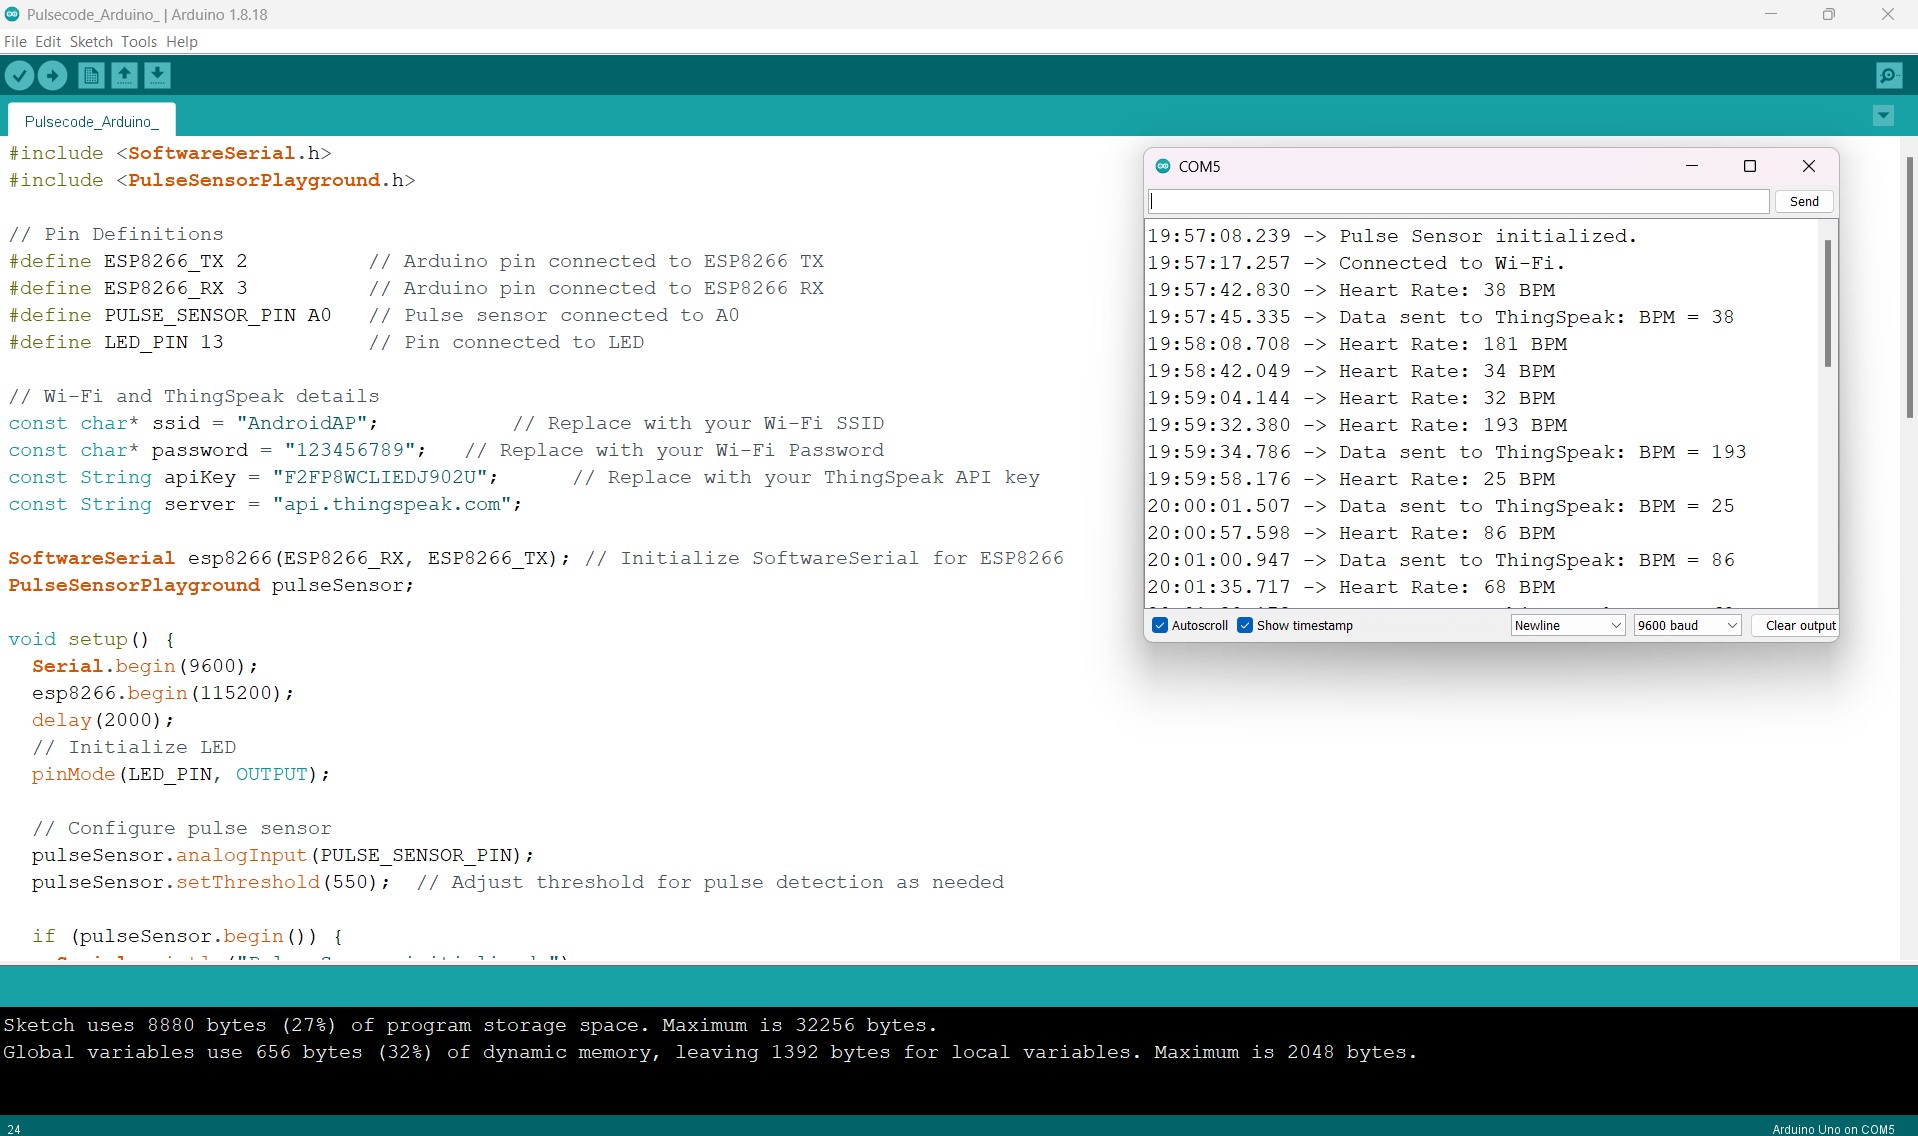 Pulsecode_Arduino_ | Arduino 1.8.18
File Edit Sketch Tools Help
Pulsecode_Arduino_
#include <SoftwareSerial.h>
#include <PulseSensorPlayground.h>
// Pin Definitions
#define ESP8266_TX 2 // Arduino pin connected to ESP8266 TX
#define ESP8266_RX 3 // Arduino pin connected to ESP8266 RX
#define PULSE_SENSOR_PIN A0 // Pulse sensor connected to A0
#define LED_PIN 13 // Pin connected to LED
// Wi-Fi and ThingSpeak details
const char* ssid = "AndroidAP"; // Replace with your Wi-Fi SSID
const char* password = "123456789"; // Replace with your Wi-Fi Password
const String apiKey = "F2FP8WCLIEDJ902U"; // Replace with your ThingSpeak API key
const String server = "api.thingspeak.com";
SoftwareSerial esp8266(ESP8266_RX, ESP8266_TX); // Initialize SoftwareSerial for ESP8266
PulseSensorPlayground pulseSensor;
void setup() {
Serial.begin(9600);
esp8266.begin(115200);
delay(2000);
// Initialize LED
pinMode(LED_PIN, OUTPUT);
// Configure pulse sensor
pulseSensor.analogInput(PULSE_SENSOR_PIN);
pulseSensor.setThreshold(550); // Adjust threshold for pulse detection as needed
if (pulseSensor.begin()) {
COM5
Send
19:57:08.239 -> Pulse Sensor initialized.
19:57:17.257 -> Connected to Wi-Fi.
19:57:42.830 -> Heart Rate: 38 BPM
19:57:45.335 -> Data sent to ThingSpeak: BPM = 38
19:58:08.708 -> Heart Rate: 181 BPM
19:58:42.049 -> Heart Rate: 34 BPM
19:59:04.144 -> Heart Rate: 32 BPM
19:59:32.380 -> Heart Rate: 193 BPM
19:59:34.786 -> Data sent to ThingSpeak: BPM = 193
19:59:58.176 -> Heart Rate: 25 BPM
20:00:01.507 -> Data sent to ThingSpeak: BPM = 25
20:00:57.598 -> Heart Rate: 86 BPM
20:01:00.947 -> Data sent to ThingSpeak: BPM = 86
20:01:35.717 -> Heart Rate: 68 BPM
Autoscroll Show timestamp Newline 9600 baud Clear output
Sketch uses 8880 bytes (27%) of program storage space. Maximum is 32256 bytes.
Global variables use 656 bytes (32%) of dynamic memory, leaving 1392 bytes for local variables. Maximum is 2048 bytes.
24 Arduino Uno on COM5